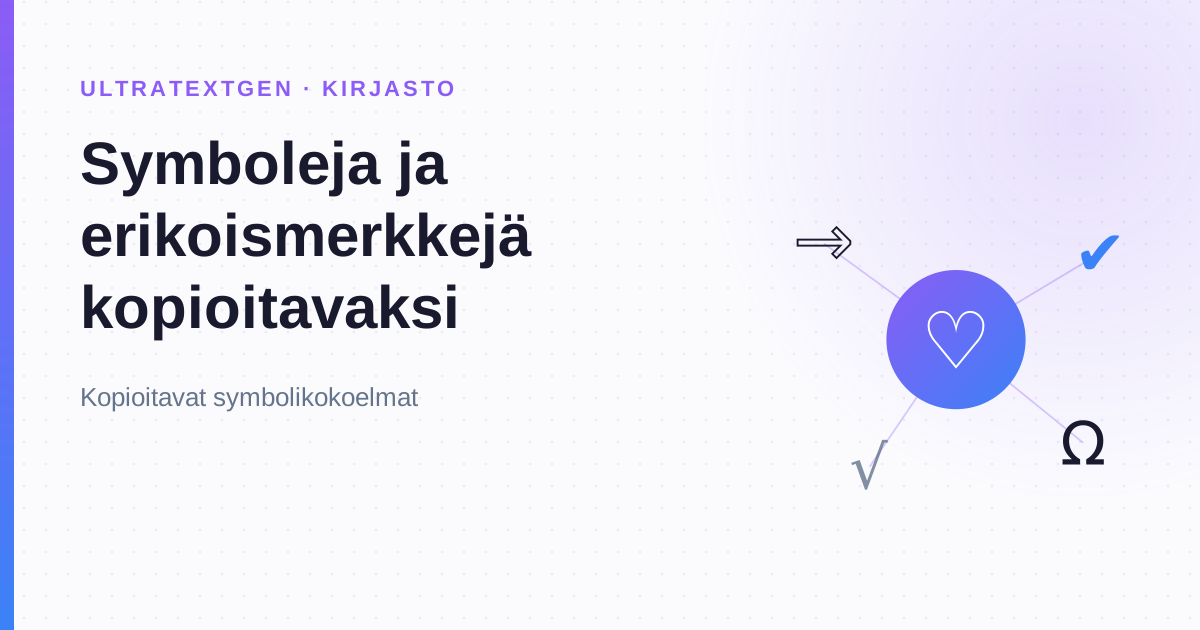 ULTRATEXTGEN · KIRJASTO
Symboleja ja
erikoismerkkejä
kopioitavaksi
Kopioitavat symbolikokoelmat
⇒ ✔
♡
√ Ω